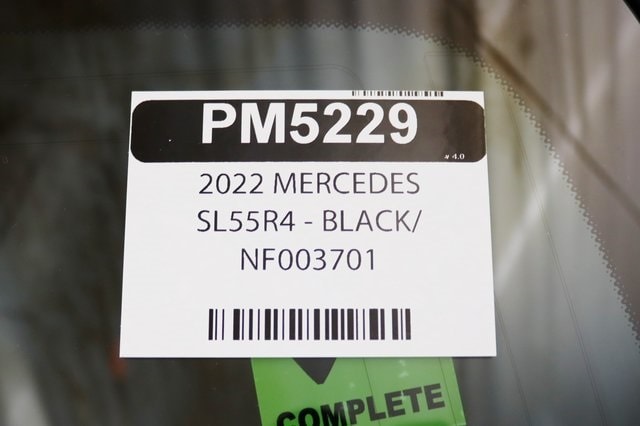 PM5229
v 4.0
2022 MERCEDES
SL55R4 - BLACK/
NF003701
COMPLETE